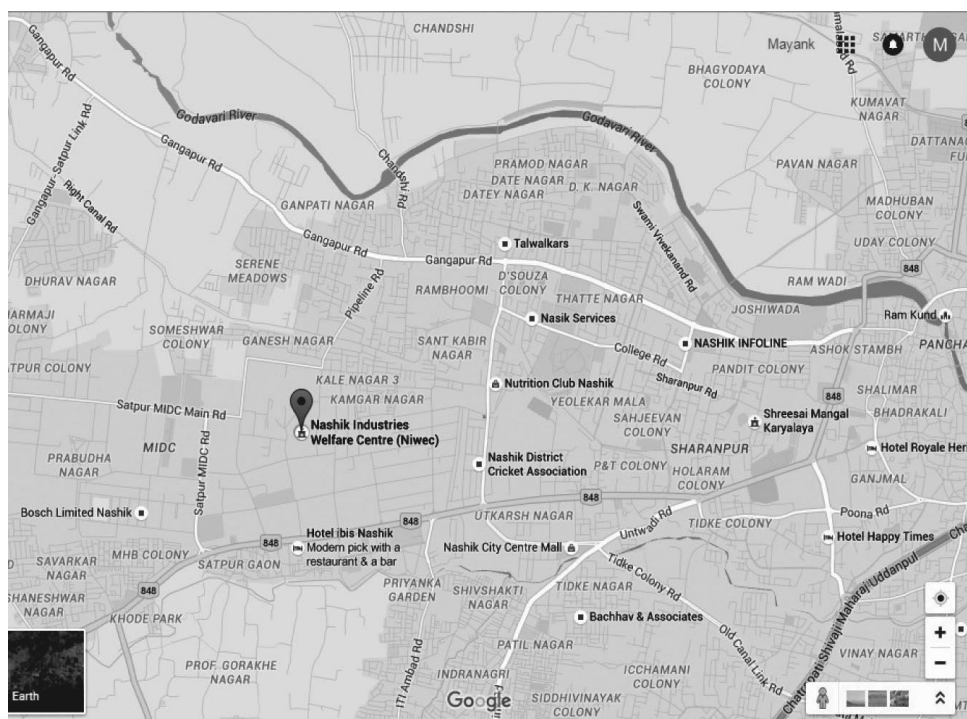 CHANDSHI
Gangapur Rd
Mayank
M
BHAGYODAYA
COLONY
KUMAVAT
NAGAR
Godavari River
Godavari River
Gangapur Rd
Chandshi Rd
Gangapur-Satpur Link Rd
Right Canal Rd
PRAMOD NAGAR
DATE NAGAR
DATEY NAGAR
D. K. NAGAR
PAVAN NAGAR
MADHUBAN
COLONY
UDAY COLONY
GANPATI NAGAR
Swami Vivekanand Rd
Gangapur Rd
Talwalkars
848
SERENE
MEADOWS
Gangapur Rd
Pipeline Rd
DHURAV NAGAR
RAMBHOOMI
D'SOUZA
COLONY
THATTE NAGAR
RAM WADI
JOSHIWADA
Ram Kund
SOMESHWAR
COLONY
GANESH NAGAR
SANT KABIR
NAGAR
Nasik Services
College Rd
NASHIK INFOLINE
ASHOK STAMBH
PANCHA
Sharanpur Rd
PANDIT COLONY
KALE NAGAR 3
KAMGAR NAGAR
Nutrition Club Nashik
YEOLEKAR MALA
SHALIMAR
BHADRAKALI
848
Satpur MIDC Main Rd
Nashik Industries
Welfare Centre (Niwec)
SAHJEEVAN
COLONY
Shreesai Mangal
Karyalaya
SHARANPUR
MIDC
PRABUDHA
NAGAR
Satpur MIDC Rd
Nashik District
Cricket Association
P&T COLONY
HOLARAM
COLONY
Hotel Royale Heri
GANJMAL
848
848
Bosch Limited Nashik
UTKARSH NAGAR
Untwadi Rd
TIDKE COLONY
Poona Rd
848
Hotel ibis Nashik
Modern pick with a
restaurant & a bar
Nashik City Centre Mall
Hotel Happy Times
MHB COLONY
SATPUR GAON
SAVARKAR
NAGAR
Tidke Colony Rd
PRIYANKA
GARDEN
SHIVSHAKTI
NAGAR
TIDKE NAGAR
848
KHODE PARK
Bachhav & Associates
Chatrapati Shivaji Maharaj Uddanpul
ITI Ambad Rd
PATIL NAGAR
Old Canal Link Rd
VINAY NAGAR
PROF. GORAKHE
NAGAR
INDRANAGRI
ICCHAMANI
COLONY
Earth
Google
SIDDHIVINAYAK
COLONY